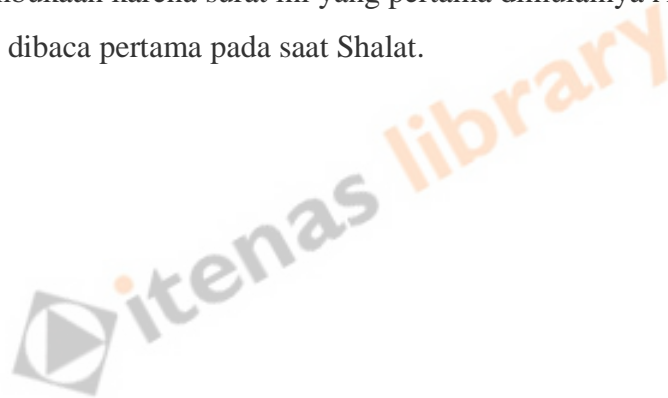 karena surat ini yang pertama dimulainya
dibaca pertama pada saat Shalat.
itenas library